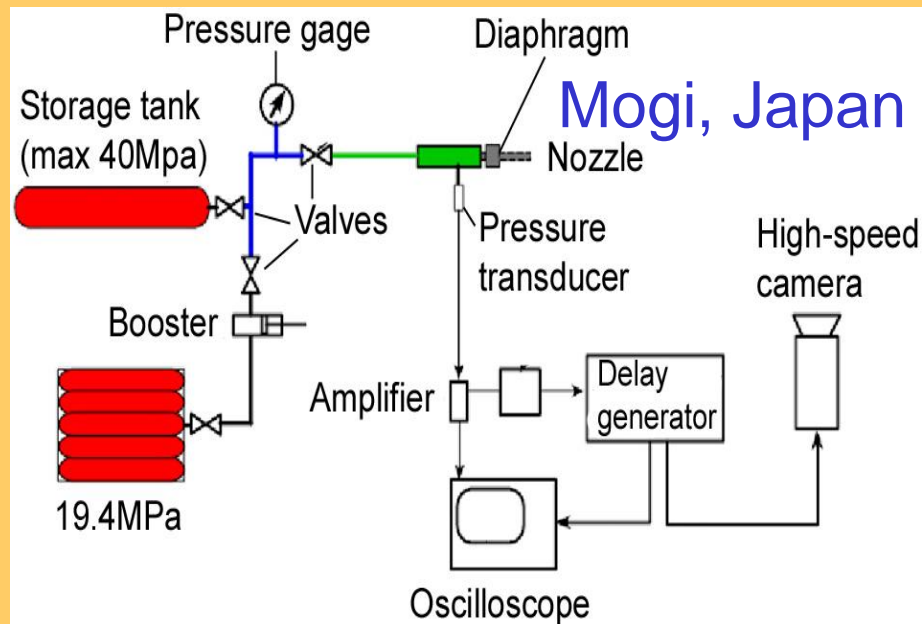 Pressure gage
Diaphragm
Mogi, Japan
Storage tank
(max 40Mpa)
Nozzle
Valves
Pressure
transducer
High-speed
camera
Booster
Amplifier
Delay
generator
19.4MPa
Oscilloscope